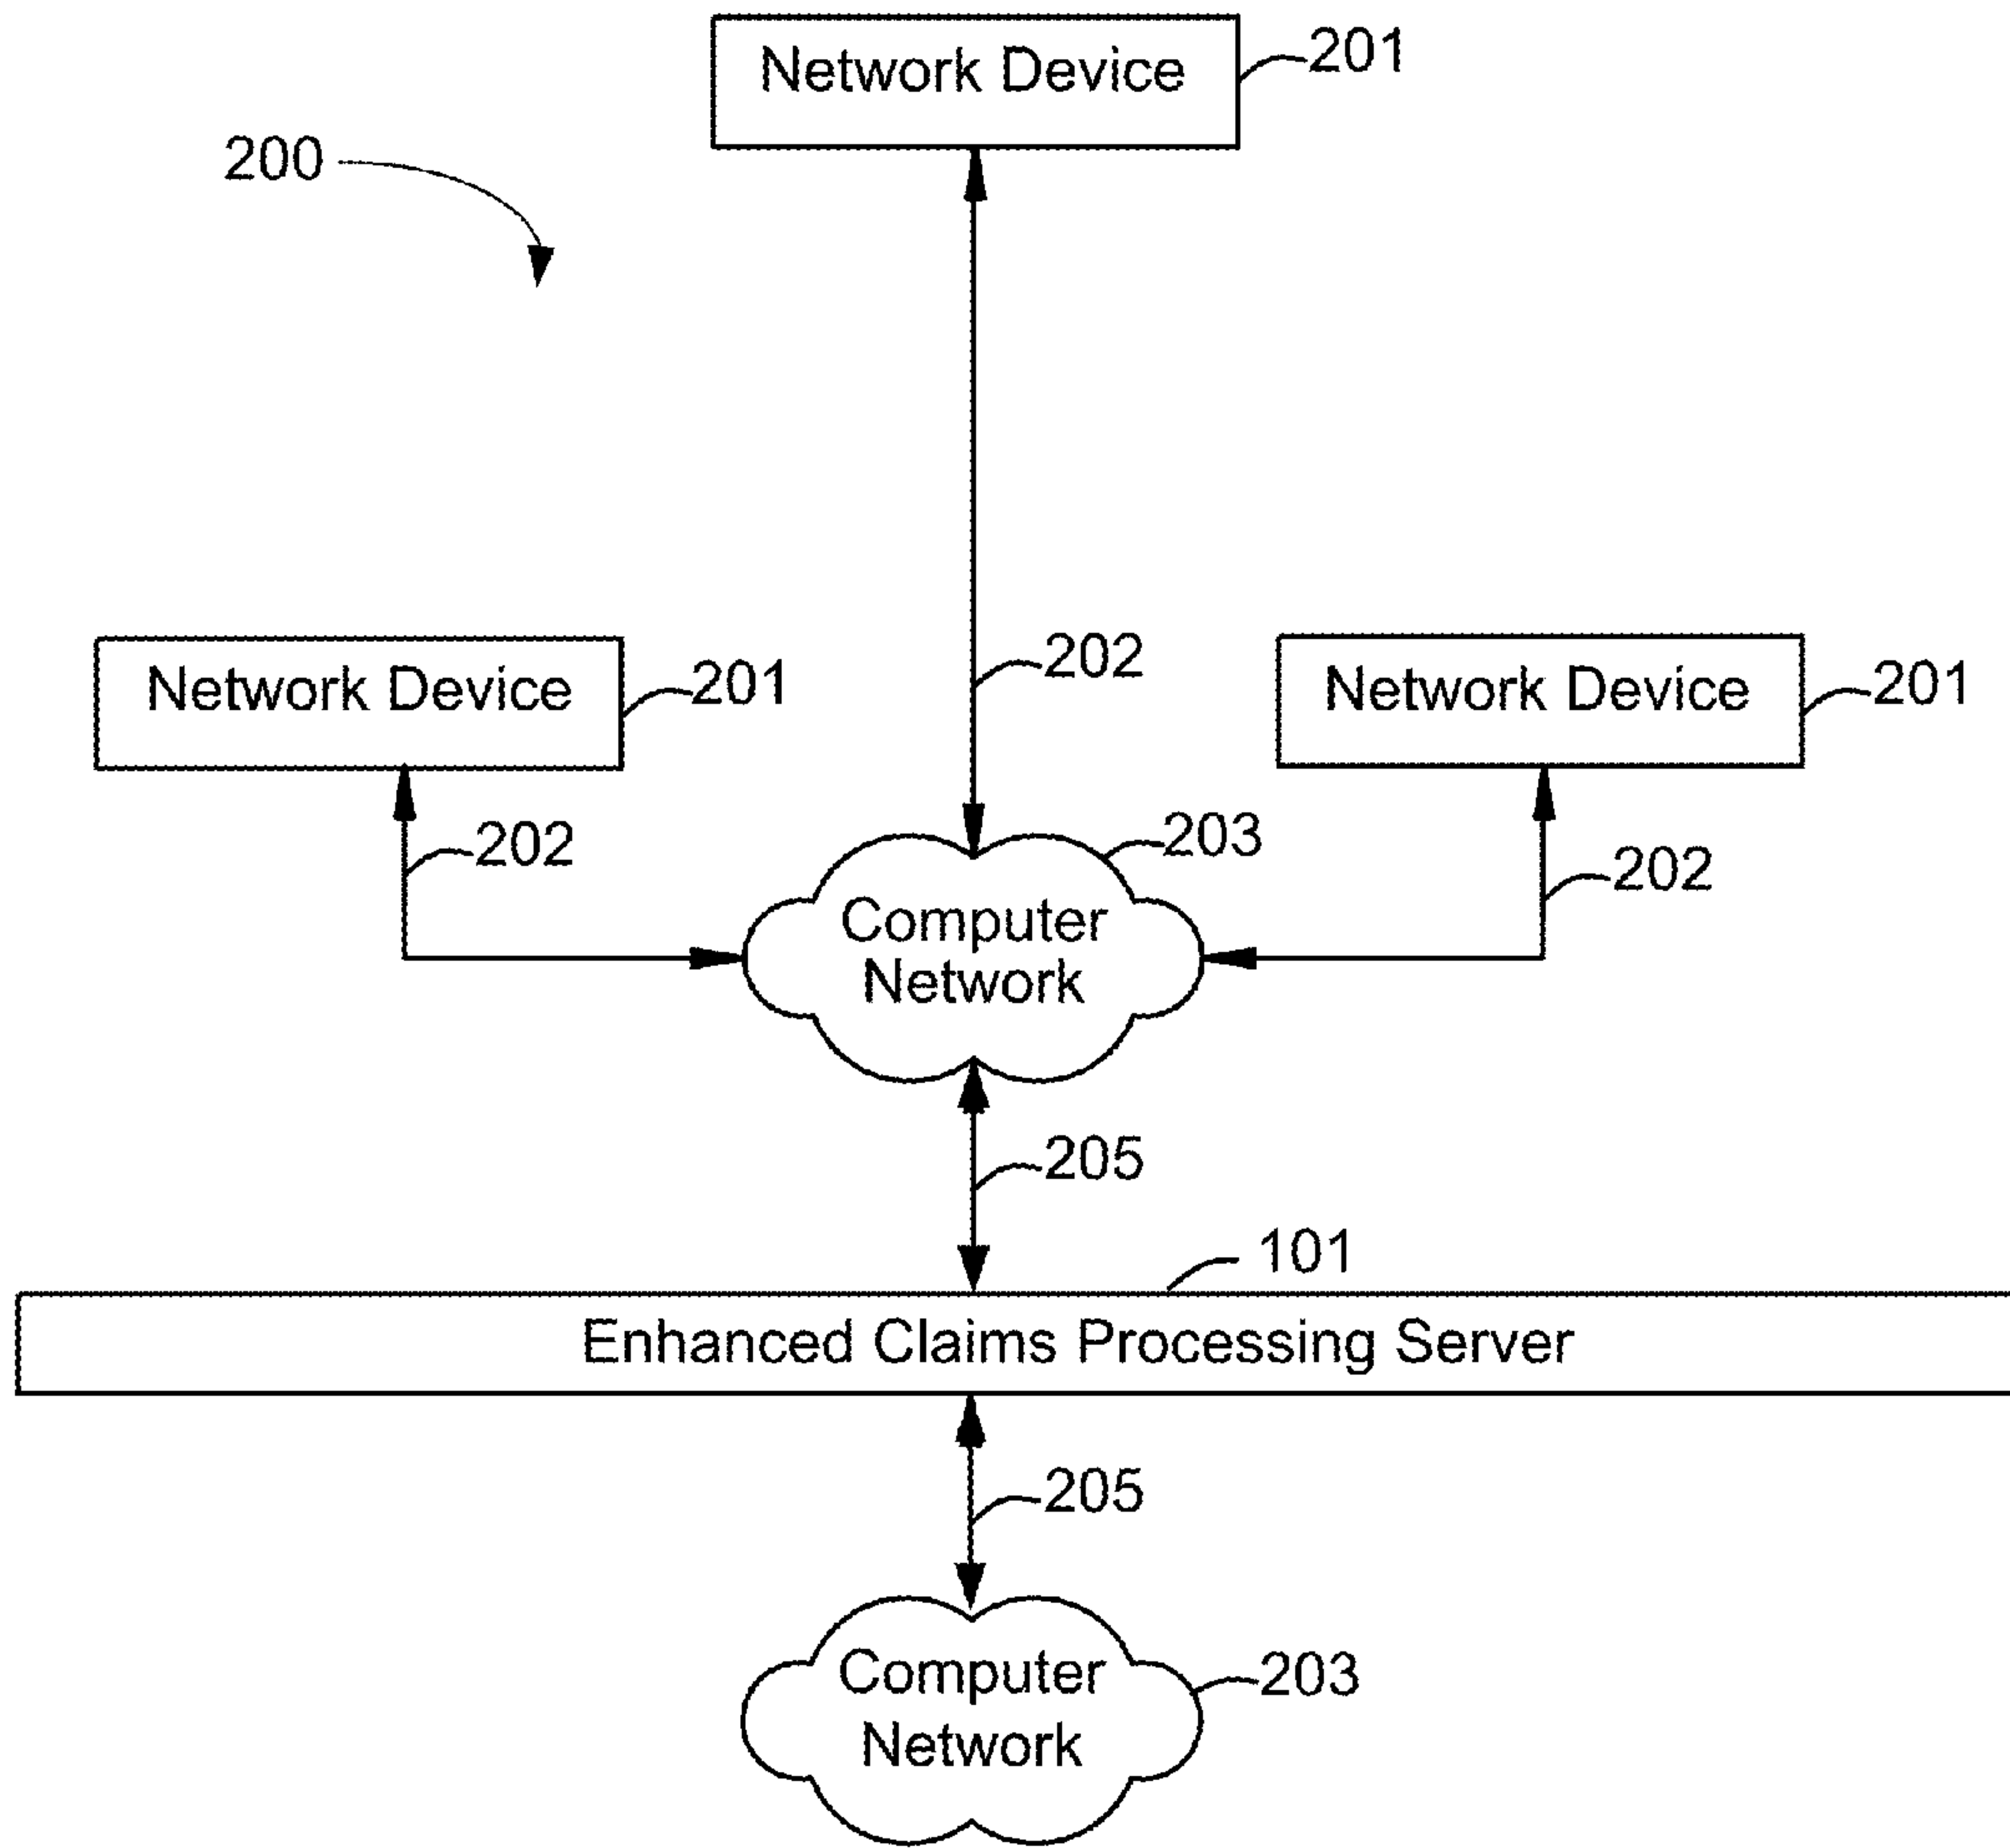 Network Device
201
200
202
Network Device
201
Network Device
201
202
203
202
Computer
Network
205
101
Enhanced Claims Processing Server
205
Computer
Network
203